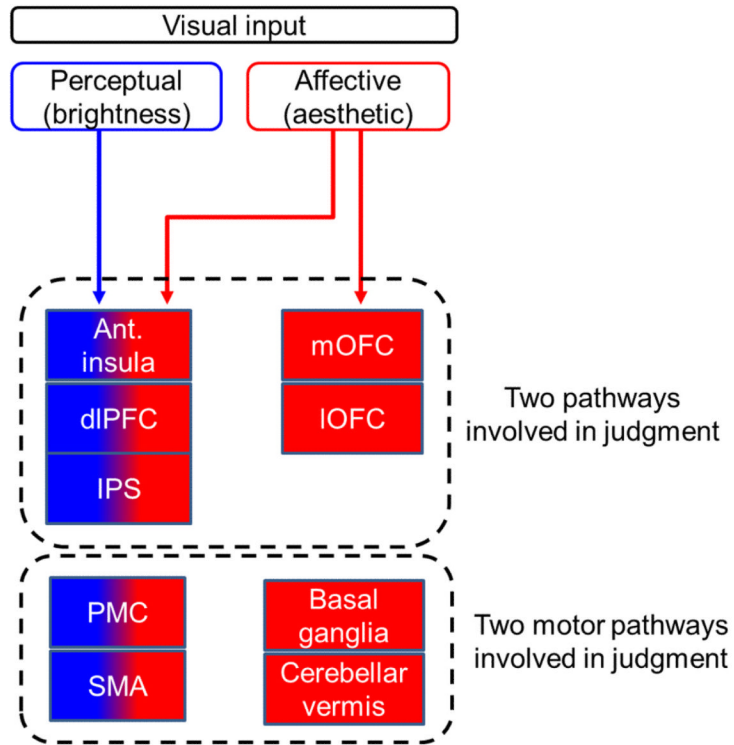 Visual input
Perceptual
(brightness)
Affective
(aesthetic)
Ant.
insula
dlPFC
IPS
mOFC
lOFC
Two pathways
involved in judgment
PMC
SMA
Basal
ganglia
Cerebellar
vermis
Two motor pathways
involved in judgment